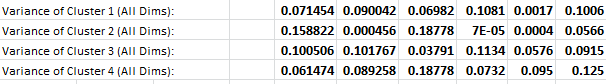 Variance of Cluster 1 (All Dims): 0.071454 0.090042 0.06982 0.1081 0.0017 0.1006
Variance of Cluster 2 (All Dims): 0.158822 0.000456 0.18778 7E-05 0.0004 0.0566
Variance of Cluster 3 (All Dims): 0.100506 0.101767 0.03791 0.1134 0.0576 0.0915
Variance of Cluster 4 (All Dims): 0.061474 0.089258 0.18778 0.0732 0.095 0.125